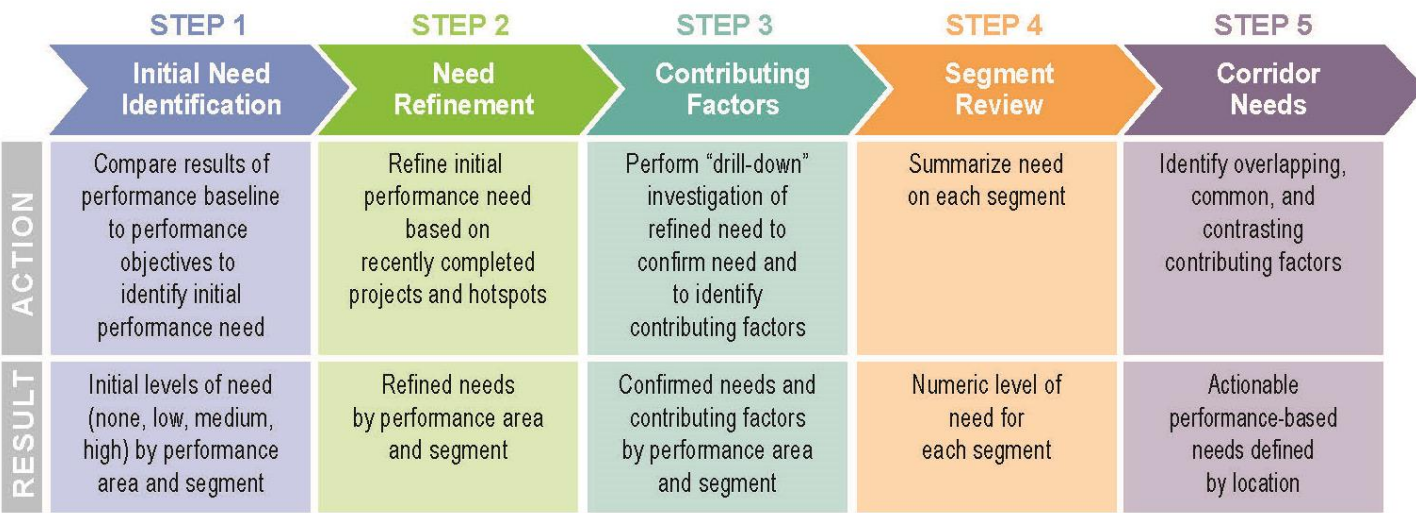 STEP 1
STEP 2
STEP 3
STEP 4
STEP 5
Initial Need
Identification
Need
Refinement
Contributing
Factors
Segment
Review
Corridor
Needs
ACTION
Compare results of
performance baseline
to performance
objectives to
identify initial
performance need
Refine initial
performance need
based on
recently completed
projects and hotspots
Perform “drill-down”
investigation of
refined need to
confirm need and
to identify
contributing factors
Summarize need
on each segment
Identify overlapping,
common, and
contrasting
contributing factors
RESULT
Initial levels of need
(none, low, medium,
high) by performance
area and segment
Refined needs
by performance area
and segment
Confirmed needs and
contributing factors
by performance area
and segment
Numeric level of
need for
each segment
Actionable
performance-based
needs defined
by location